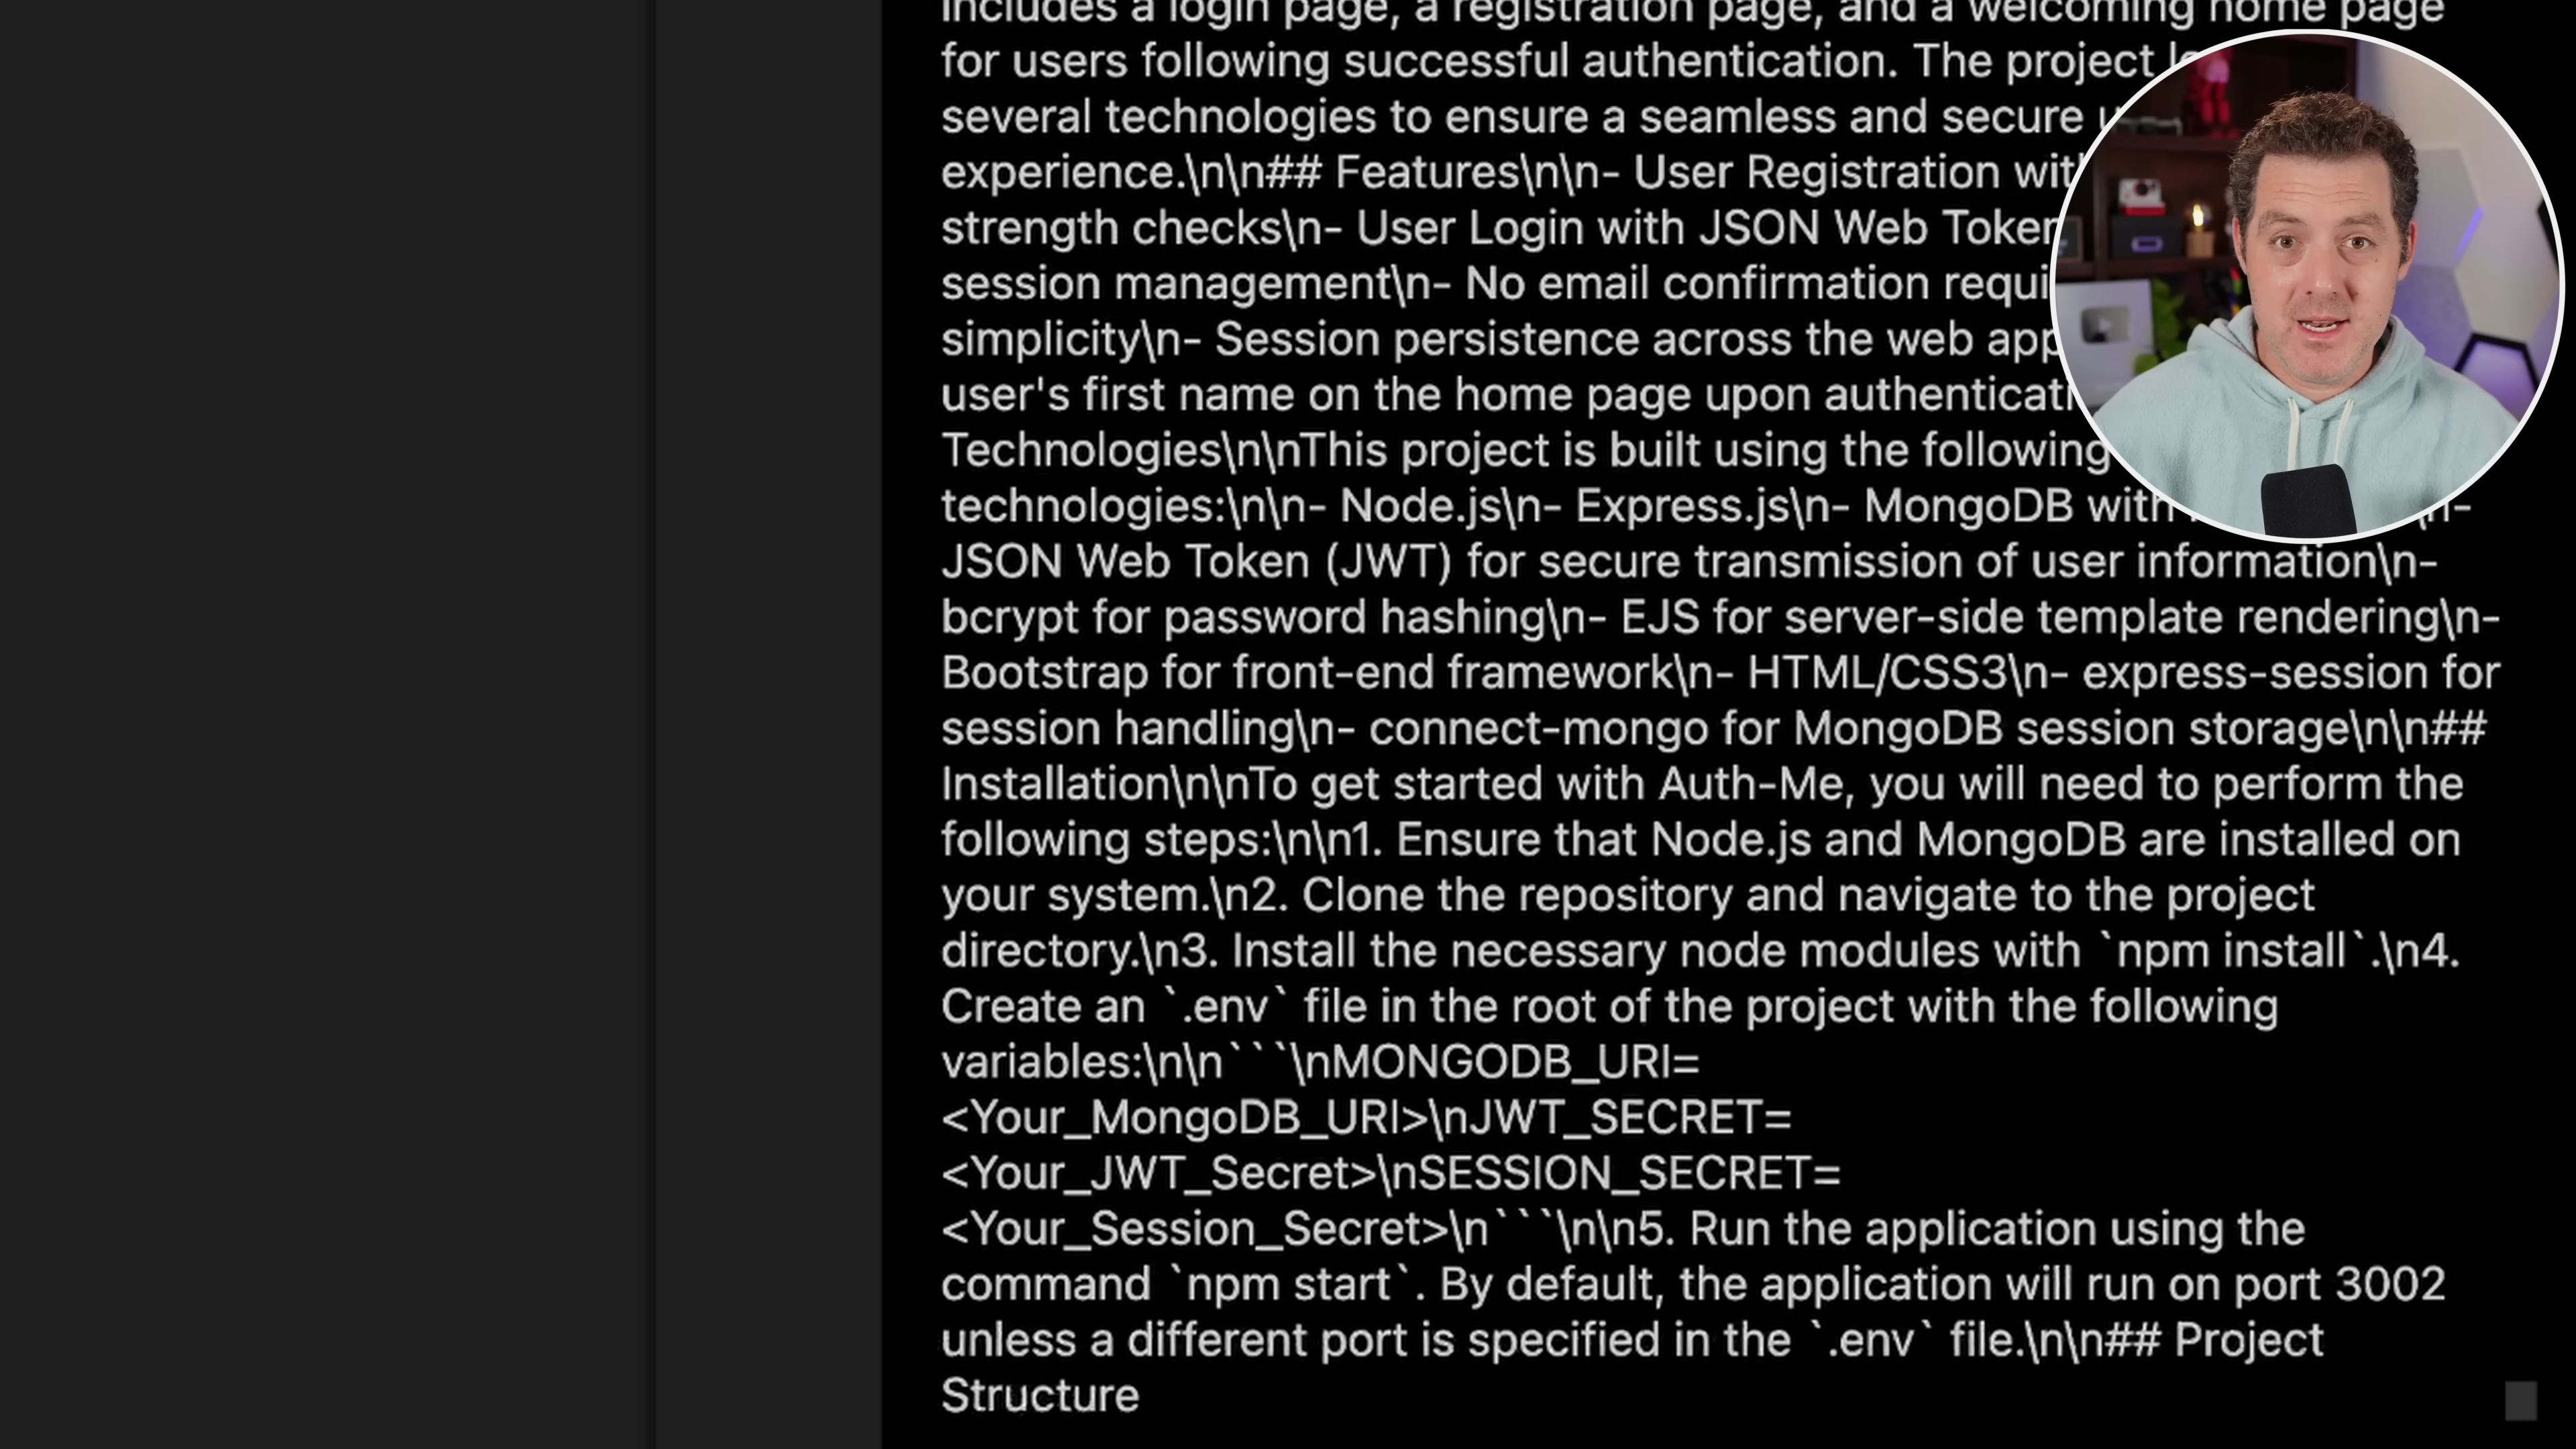 includes a login page, a registration page, and a welcoming home page
for users following successful authentication. The project
several technologies to ensure a seamless and secure
experience.\n\n## Features\n\n- User Registration
strength checks\n- User Login with JSON Web
session management\n- No email confirmation
simplicity\n- Session persistence across the web
user's first name on the home page upon
Technologies\n\nThis project is built using the following
technologies:\n\n- Node.js\n- Express.js\n- MongoDB with \n-
JSON Web Token (JWT) for secure transmission of user information\n-
bcrypt for password hashing\n- EJS for server-side template rendering\n-
Bootstrap for front-end framework\n- HTML/CSS3\n- express-session for
session handling\n- connect-mongo for MongoDB session storage\n\n##
Installation\n\nTo get started with Auth-Me, you will need to perform the
following steps:\n\n1. Ensure that Node.js and MongoDB are installed on
your system.\n2. Clone the repository and navigate to the project
directory.\n3. Install the necessary node modules with `npm install`.\n4.
Create an `.env` file in the root of the project with the following
variables:\n\n```\nMONGODB_URI=
<Your_MongoDB_URI>\nJWT_SECRET=
<Your_JWT_Secret>\nSESSION_SECRET=
<Your_Session_Secret>\n```\n\n5. Run the application using the
command `npm start`. By default, the application will run on port 3002
unless a different port is specified in the `.env` file.\n\n## Project
Structure